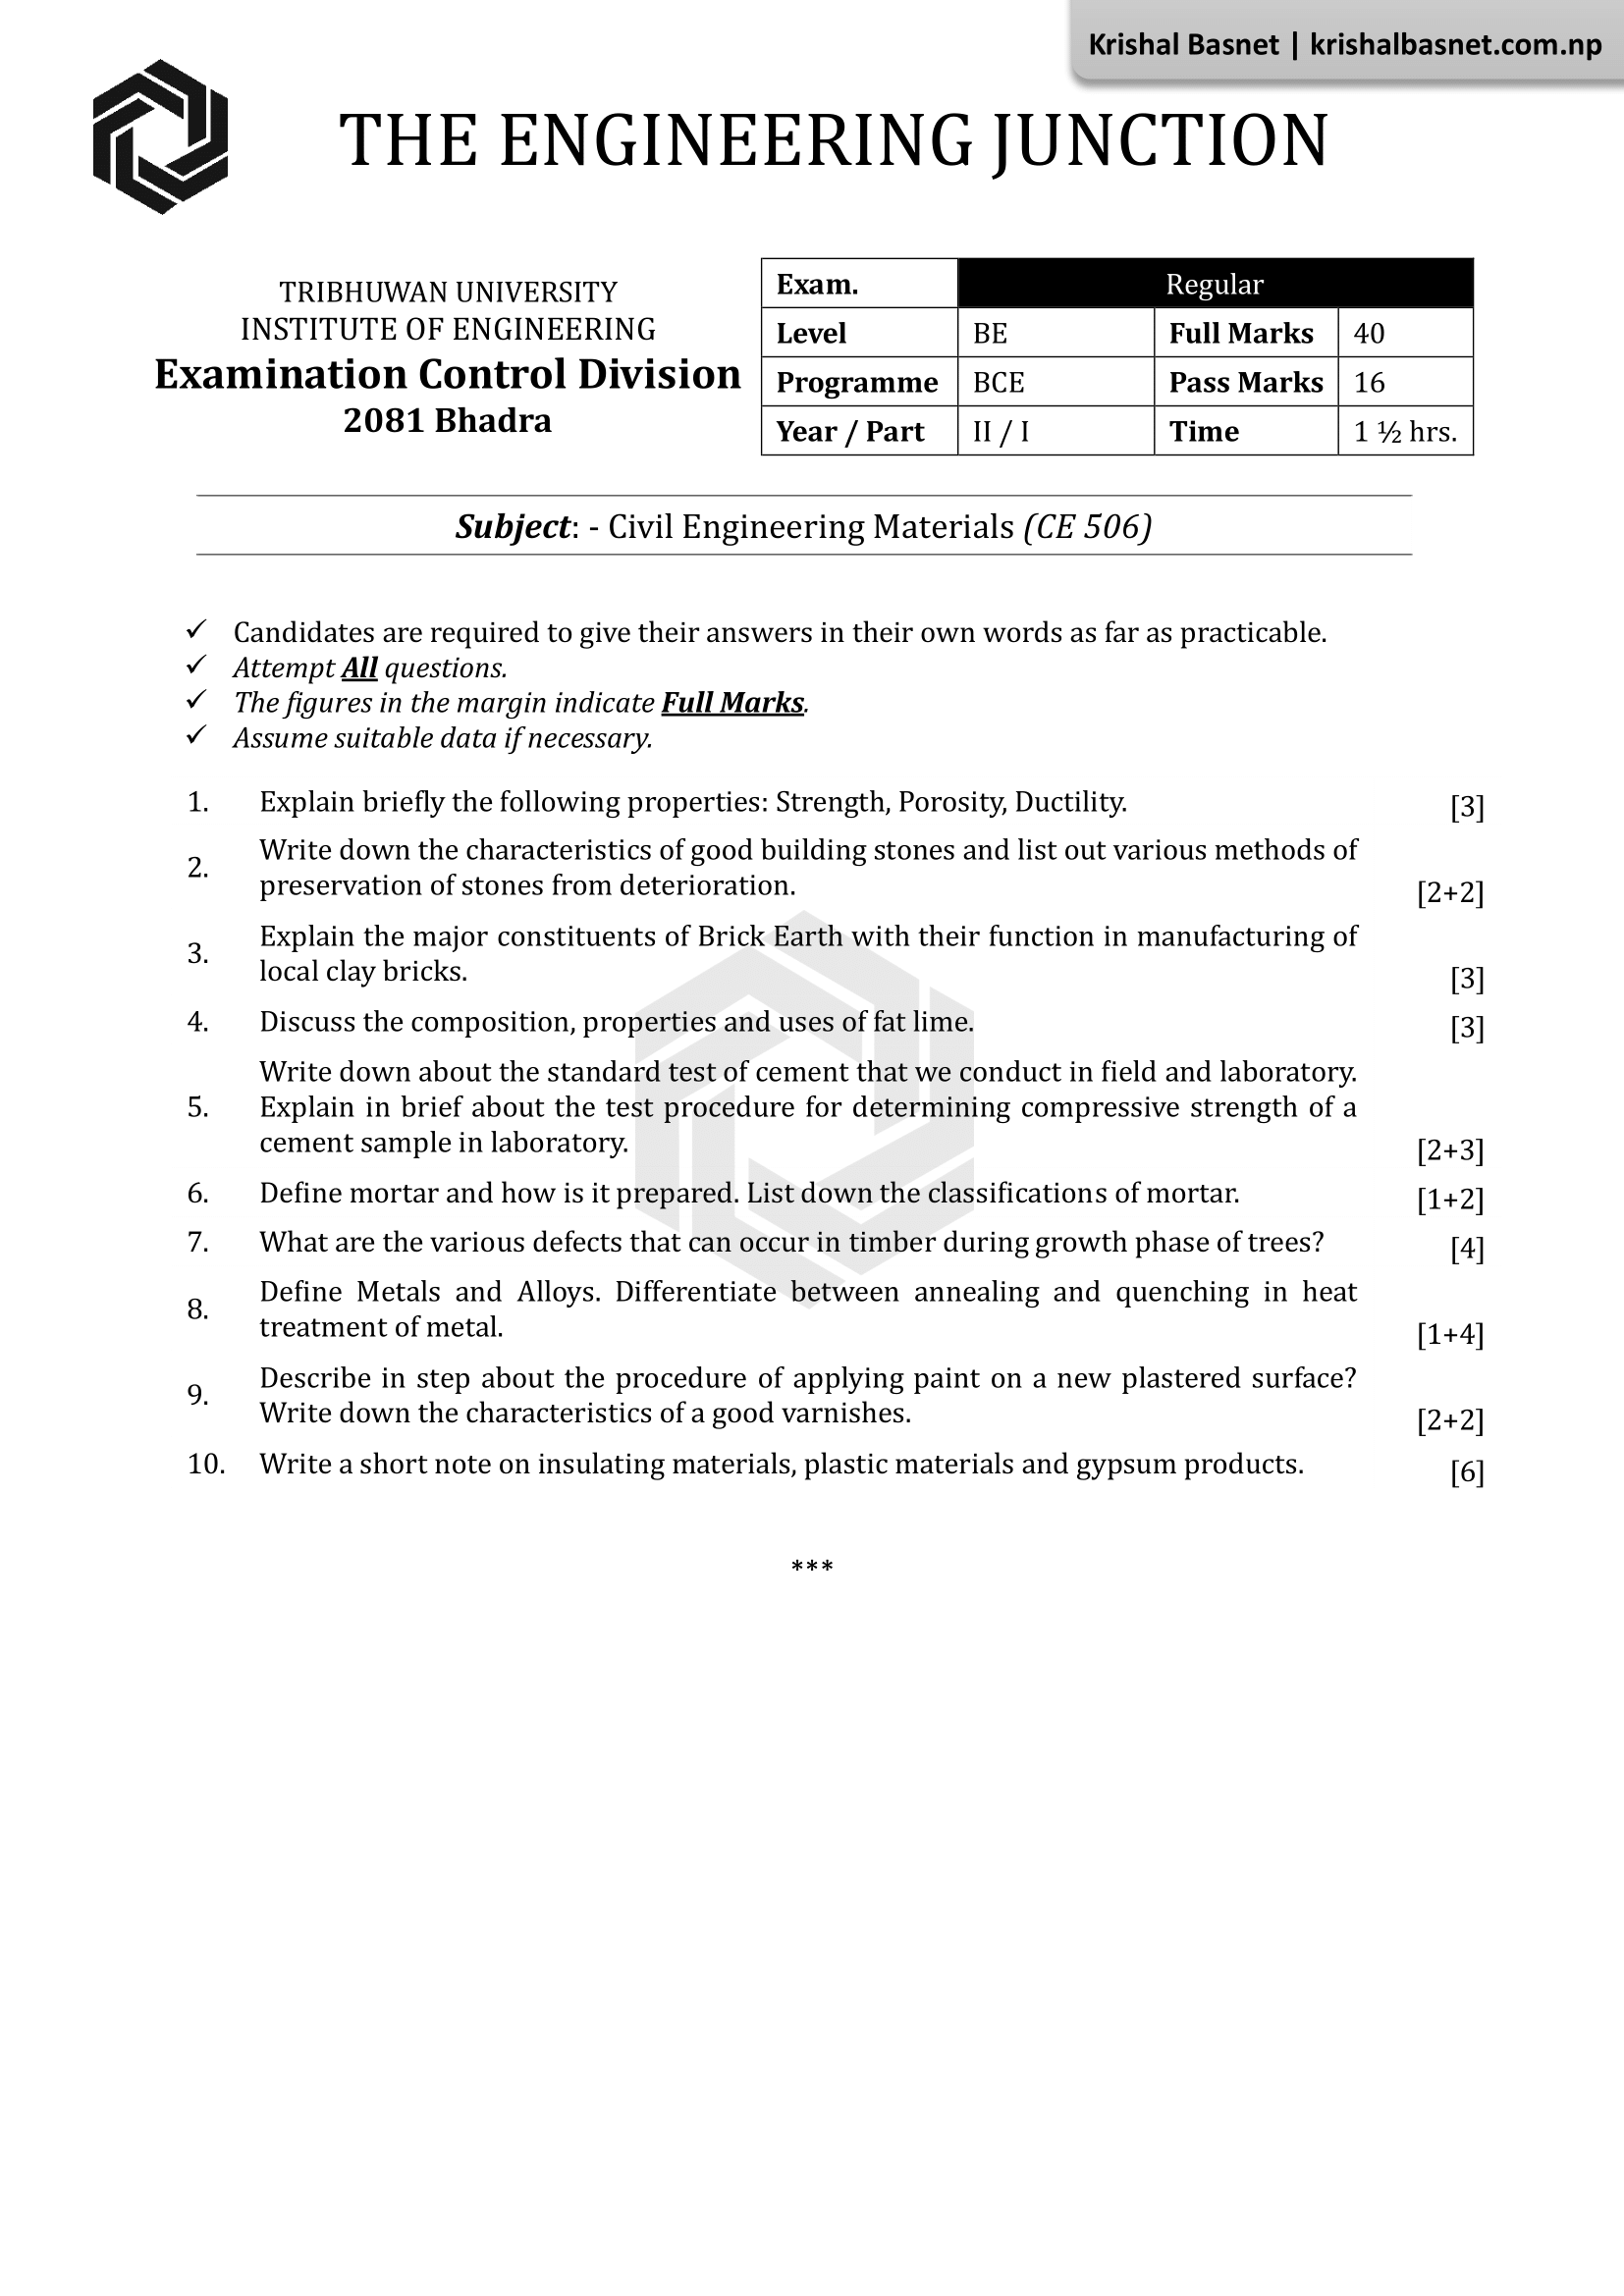 Krishal Basnet | krishalbasnet.com.np
THE ENGINEERING JUNCTION
TRIBHUWAN UNIVERSITY
INSTITUTE OF ENGINEERING
Examination Control Division
2081 Bhadra
Exam. Regular
Level BE Full Marks 40
Programme BCE Pass Marks 16
Year / Part II / I Time 1 ½ hrs.
Subject: - Civil Engineering Materials (CE 506)
✓ Candidates are required to give their answers in their own words as far as practicable.
✓ Attempt All questions.
✓ The figures in the margin indicate Full Marks.
✓ Assume suitable data if necessary.
1. Explain briefly the following properties: Strength, Porosity, Ductility. [3]
2. Write down the characteristics of good building stones and list out various methods of
preservation of stones from deterioration. [2+2]
3. Explain the major constituents of Brick Earth with their function in manufacturing of
local clay bricks. [3]
4. Discuss the composition, properties and uses of fat lime. [3]
Write down about the standard test of cement that we conduct in field and laboratory.
5. Explain in brief about the test procedure for determining compressive strength of a
cement sample in laboratory. [2+3]
6. Define mortar and how is it prepared. List down the classifications of mortar. [1+2]
7. What are the various defects that can occur in timber during growth phase of trees? [4]
8. Define Metals and Alloys. Differentiate between annealing and quenching in heat
treatment of metal. [1+4]
9. Describe in step about the procedure of applying paint on a new plastered surface?
Write down the characteristics of a good varnishes. [2+2]
10. Write a short note on insulating materials, plastic materials and gypsum products. [6]
***